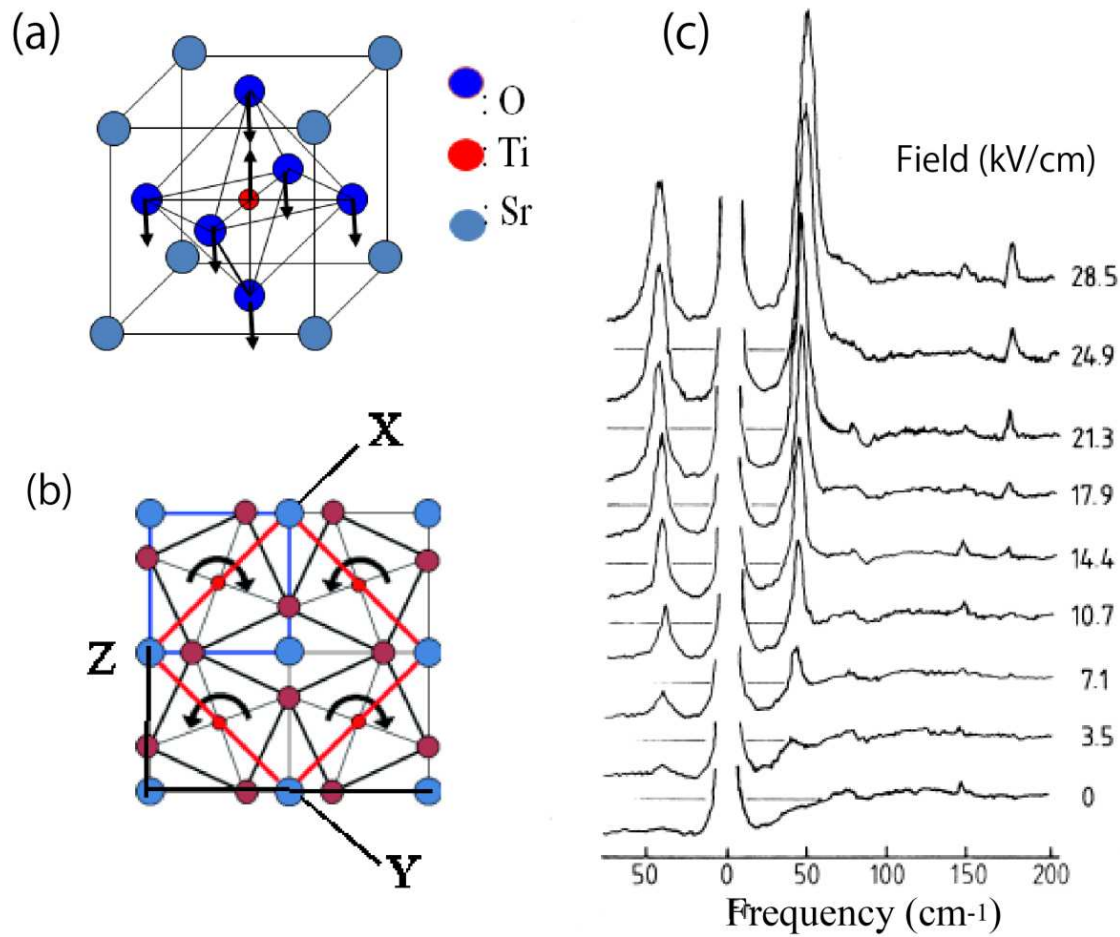 (a)
: O
: Ti
: Sr
(b)
X
Z
Y
(c)
Field (kV/cm)
28.5
24.9
21.3
17.9
14.4
10.7
7.1
3.5
0
50 0 50 100 150 200
Frequency (cm-1)